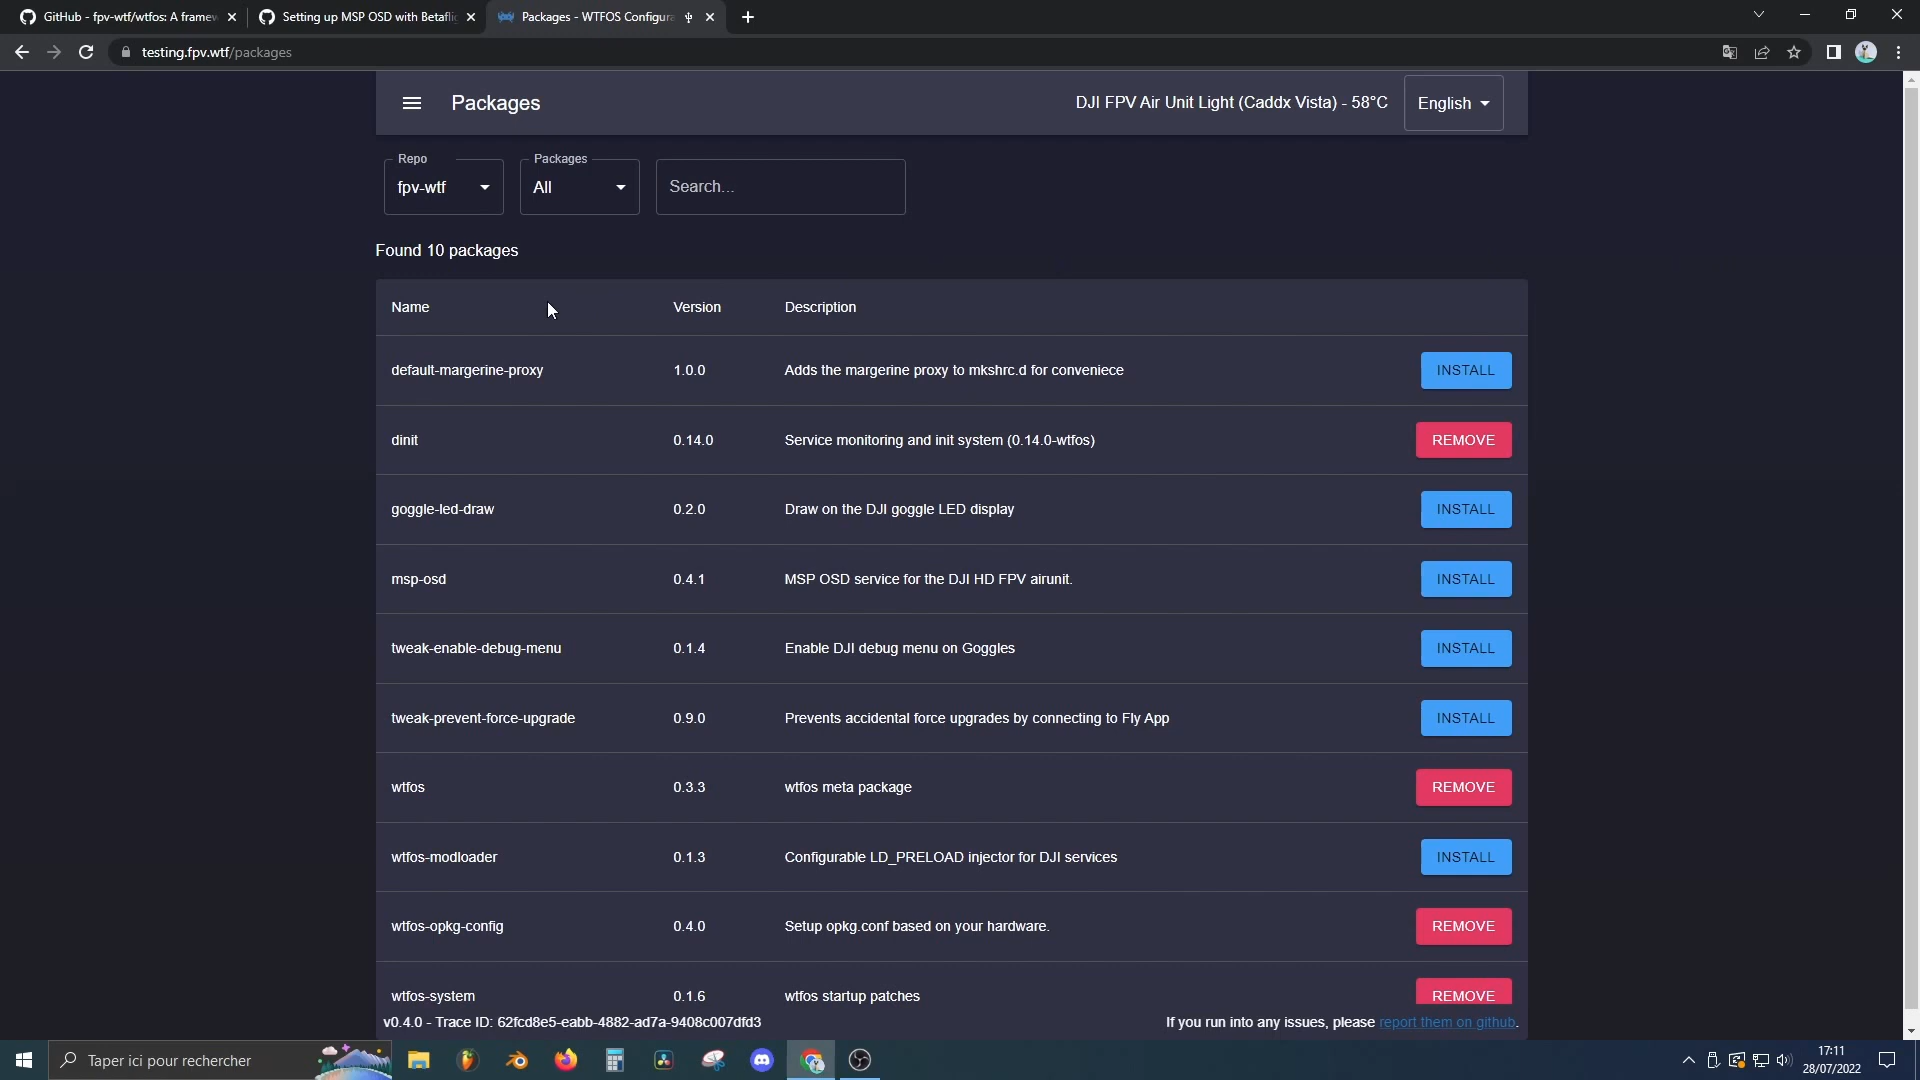 GitHub - fpv-wtf/wtfos: A framew
Setting up MSP OSD with Betafli
Packages - WTFOS Configura
testing.fpv.wtf/packages
Packages
DJI FPV Air Unit Light (Caddx Vista) - 58°C
English
Repo
fpv-wtf
Packages
All
Search...
Found 10 packages
Name Version Description
default-margerine-proxy 1.0.0 Adds the margerine proxy to mkshrc.d for conveniece INSTALL
dinit 0.14.0 Service monitoring and init system (0.14.0-wtfos) REMOVE
goggle-led-draw 0.2.0 Draw on the DJI goggle LED display INSTALL
msp-osd 0.4.1 MSP OSD service for the DJI HD FPV airunit. INSTALL
tweak-enable-debug-menu 0.1.4 Enable DJI debug menu on Goggles INSTALL
tweak-prevent-force-upgrade 0.9.0 Prevents accidental force upgrades by connecting to Fly App INSTALL
wtfos 0.3.3 wtfos meta package REMOVE
wtfos-modloader 0.1.3 Configurable LD_PRELOAD injector for DJI services INSTALL
wtfos-opkg-config 0.4.0 Setup opkg.conf based on your hardware. REMOVE
wtfos-system 0.1.6 wtfos startup patches REMOVE
v0.4.0 - Trace ID: 62fcd8e5-eabb-4882-ad7a-9408c007dfd3 If you run into any issues, please report them on github.
Taper ici pour rechercher
17:11
28/07/2022